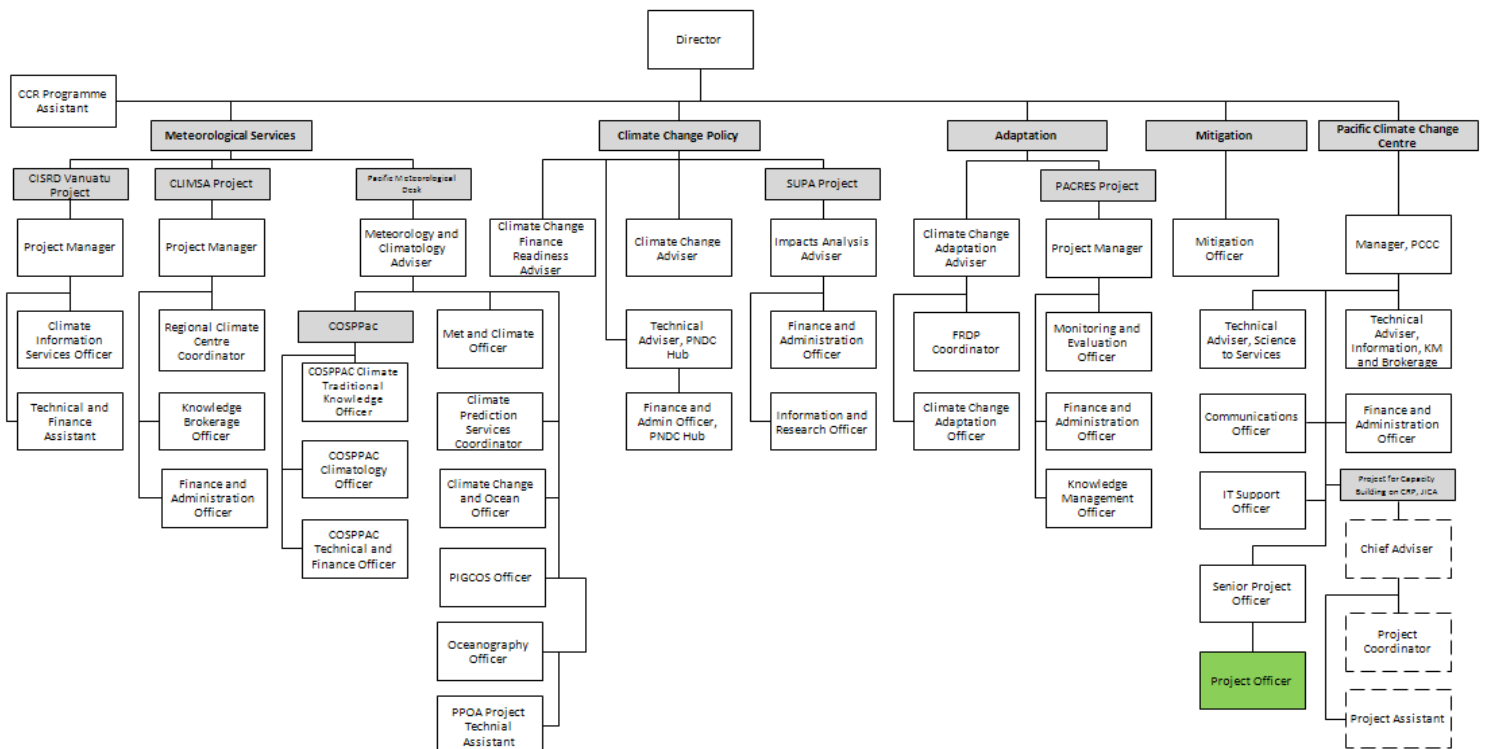 Director
CCR Programme
Assistant
Meteorological Services
Climate Change Policy
Adaptation
Mitigation
Pacific Climate Change
Centre
CISRD Vanuatu
Project
CLIMSA Project
Pacific Meteorological
Desk
SUPA Project
PACRES Project
Project Manager
Project Manager
Meteorology and
Climatology
Adviser
Climate Change
Finance
Readiness
Adviser
Climate Change
Adviser
Impacts Analysis
Adviser
Climate Change
Adaptation
Adviser
Project Manager
Mitigation
Officer
Manager, PCCC
Climate
Information
Services Officer
Regional Climate
Centre
Coordinator
COSPPac
Met and Climate
Officer
Technical
Adviser, PNDC
Hub
Finance and
Administration
Officer
FRDP
Coordinator
Monitoring and
Evaluation
Officer
Technical
Adviser, Science
to Services
Technical
Adviser,
Information, KM
and Brokerage
COSPPAC Climate
Traditional
Knowledge
Officer
Technical and
Finance
Assistant
Knowledge
Brokerage
Officer
Climate
Prediction
Services
Coordinator
Finance and
Admin Officer,
PNDC Hub
Information and
Research Officer
Climate Change
Adaptation
Officer
Finance and
Administration
Officer
Communications
Officer
Finance and
Administration
Officer
Finance and
Administration
Officer
COSPPAC
Climatology
Officer
Climate Change
and Ocean
Officer
Knowledge
Management
Officer
IT Support
Officer
Project for Capacity
Building on CRP, JICA
COSPPAC
Technical and
Finance Officer
PIGCOS Officer
Chief Adviser
Senior Project
Officer
Oceanography
Officer
Project
Coordinator
Project Officer
PPOA Project
Technial
Assistant
Project Assistant